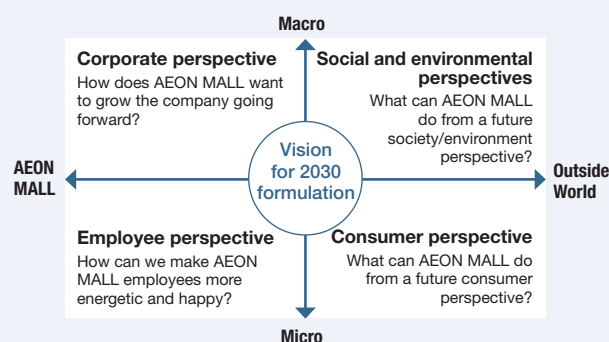 Macro
Corporate perspective
How does AEON MALL want
to grow the company going
forward?
Social and environmental
perspectives
What can AEON MALL
do from a future
society/environment
perspective?
AEON
MALL
Vision
for 2030
formulation
Outside
World
Employee perspective
How can we make AEON
MALL employees more
energetic and happy?
Consumer perspective
What can AEON MALL do
from a future consumer
perspective?
Micro